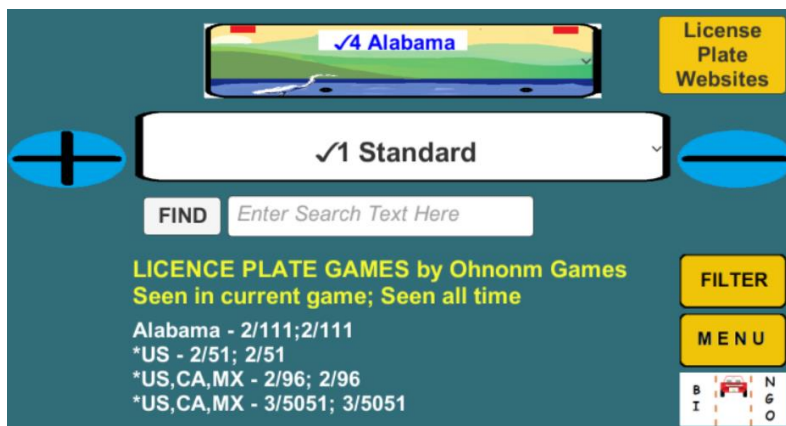 ✓4 Alabama
License
Plate
Websites
✓1 Standard
FIND
Enter Search Text Here
LICENCE PLATE GAMES by Ohnonm Games
Seen in current game; Seen all time
Alabama - 2/111;2/111
*US - 2/51; 2/51
*US,CA,MX - 2/96; 2/96
*US,CA,MX - 3/5051; 3/5051
FILTER
M E N U
B I
N G O